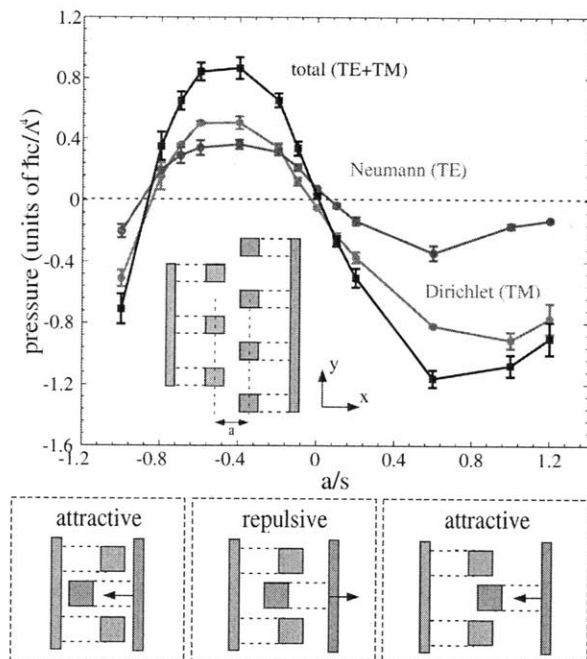 pressure (units of ℏc/Λ⁴)
1.2
0.8
0.4
0
-0.4
-0.8
-1.2
-1.6
total (TE+TM)
Neumann (TE)
Dirichlet (TM)
y
x
a
-1.2 -0.8 -0.4 0 0.4 0.8 1.2
a/s
attractive repulsive attractive